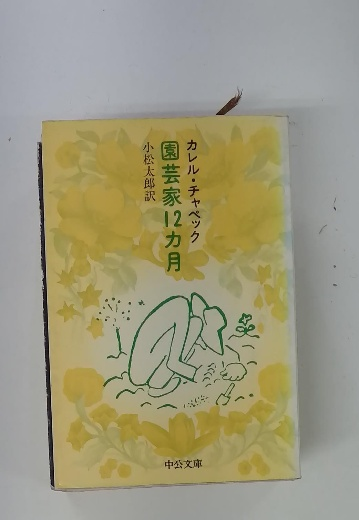 カレル・チャペック
園芸家12カ月
小松太郎訳
中公文庫